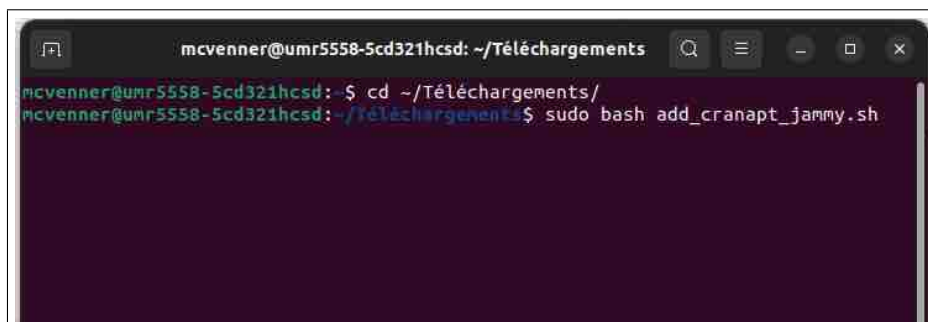 mcvenner@umr5558-5cd321hcsd: ~/Téléchargements
mcvenner@umr5558-5cd321hcsd:~$ cd ~/Téléchargements/
mcvenner@umr5558-5cd321hcsd:~/Téléchargements$ sudo bash add_cranapt_jammy.sh